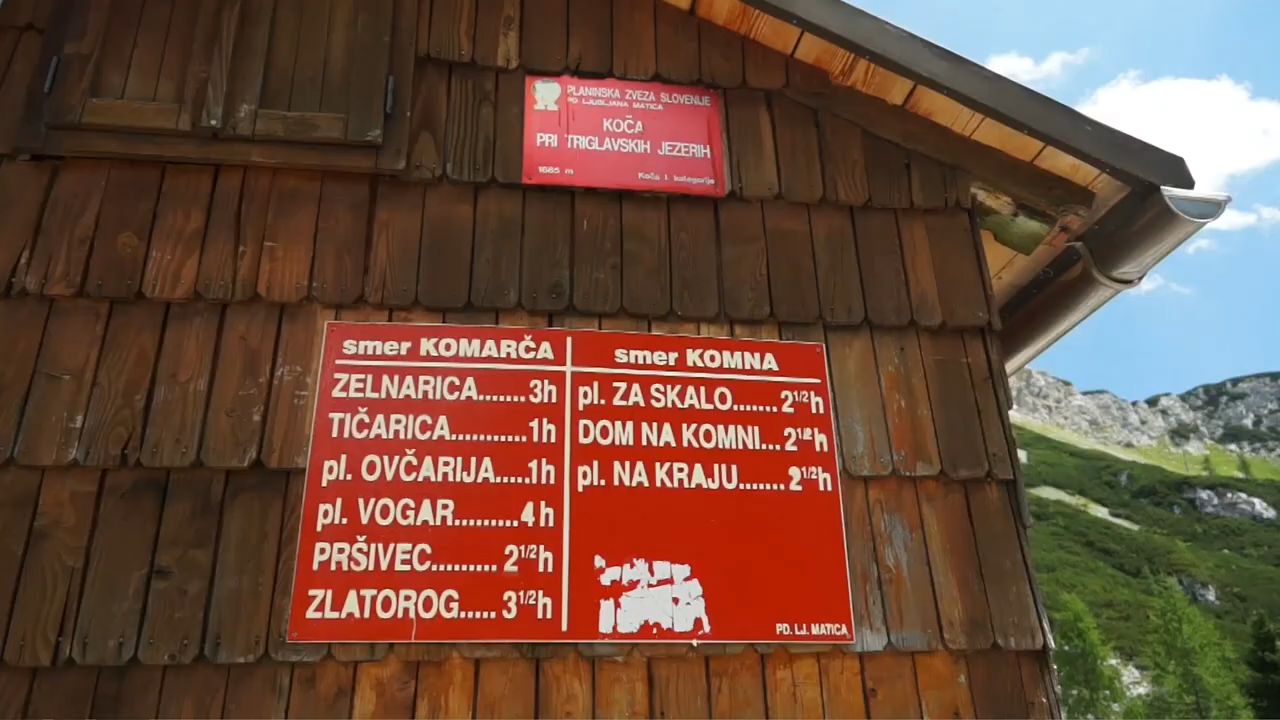 PLANINSKA ZVEZA SLOVENIJE
PD LJUBLJANA MATICA
KOČA
PRI TRIGLAVSKIH JEZERIH
1685 m
Koča I. kategorije
smer KOMARČA
ZELNARICA.......3h
TIČARICA...........1h
pl. OVČARIJA.....1h
pl. VOGAR.........4h
PRŠIVEC......... 2 1/2 h
ZLATOROG..... 3 1/2 h
smer KOMNA
pl. ZA SKALO.......2 1/2 h
DOM NA KOMNI...2 1/2 h
pl. NA KRAJU.......2 1/2 h
PD. LJ. MATICA